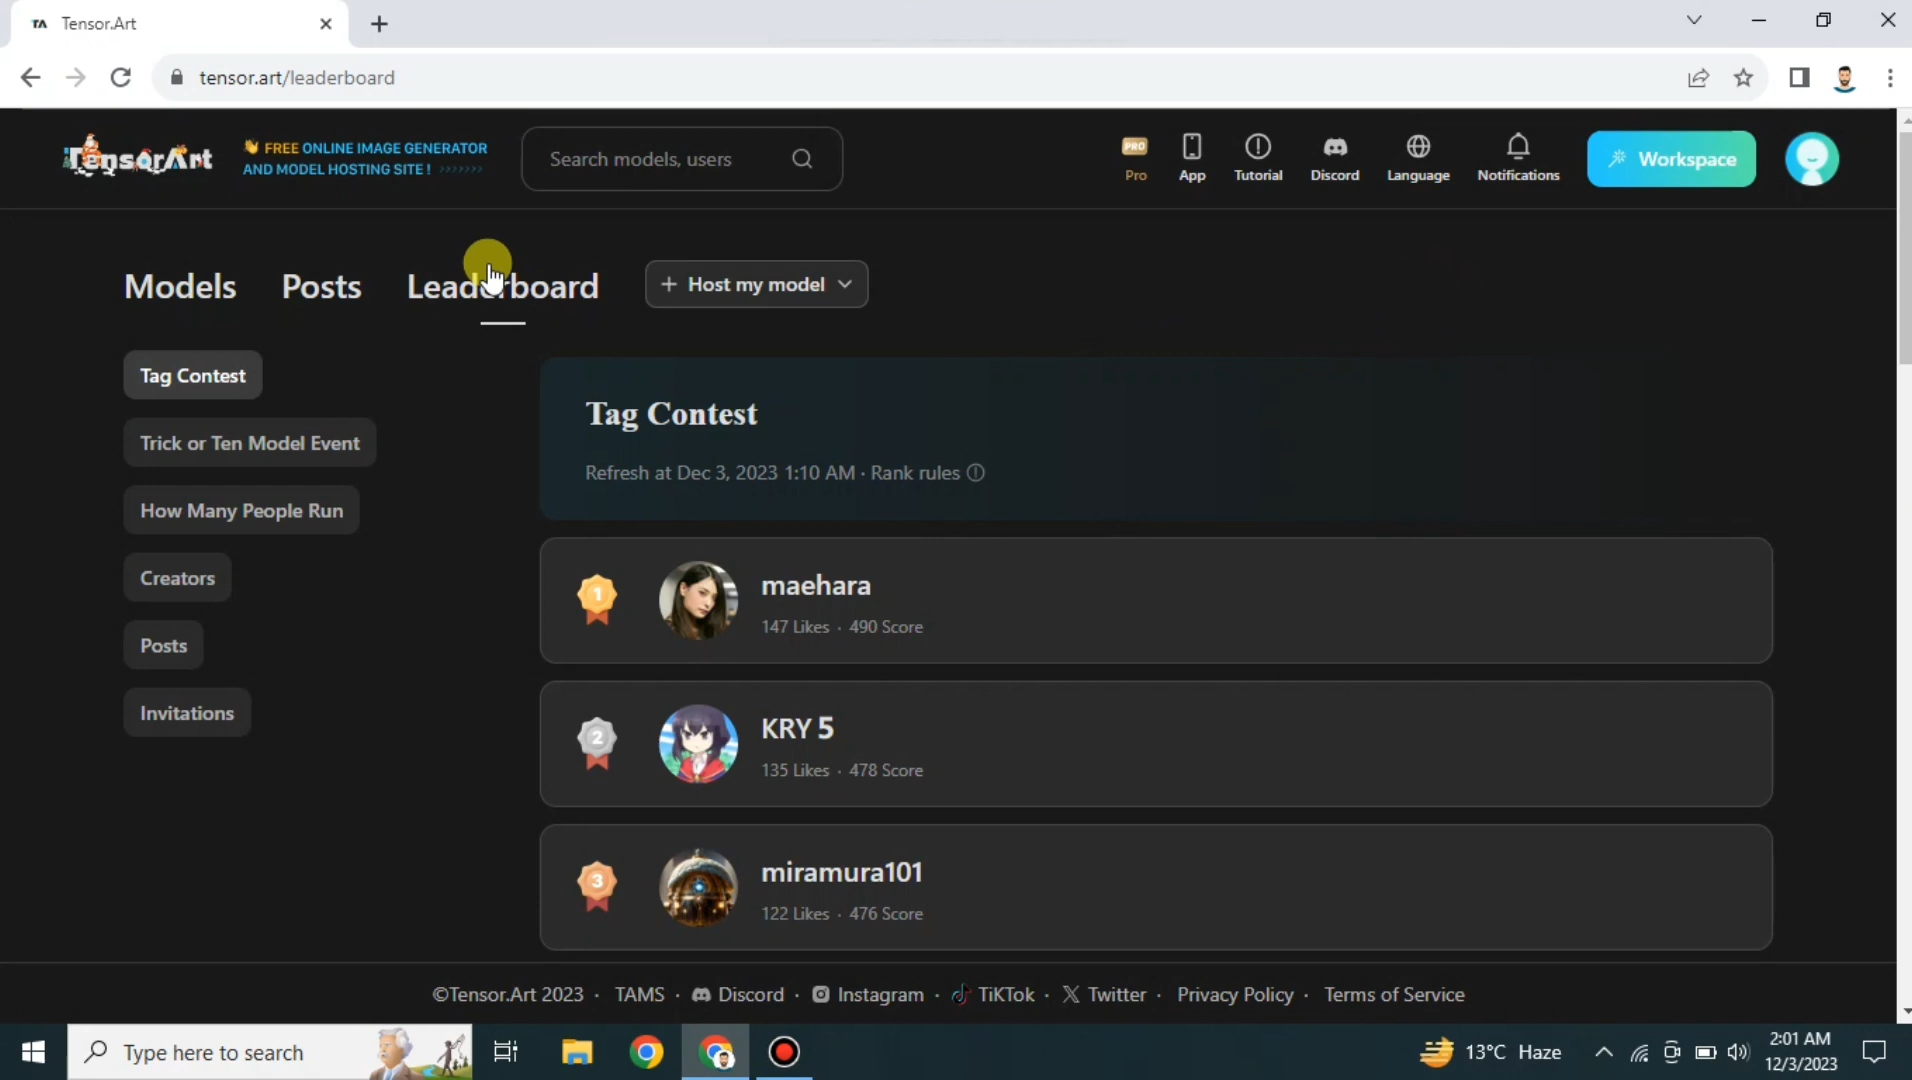 TA Tensor.Art
tensor.art/leaderboard
TensorArt
👋 FREE ONLINE IMAGE GENERATOR
AND MODEL HOSTING SITE ! >>>>>>>
Search models, users
PRO
Pro
App
Tutorial
Discord
Language
Notifications
Workspace
Models
Posts
Leaderboard
+ Host my model
Tag Contest
Trick or Ten Model Event
How Many People Run
Creators
Posts
Invitations
Tag Contest
Refresh at Dec 3, 2023 1:10 AM · Rank rules
1
maehara
147 Likes · 490 Score
2
KRY 5
135 Likes · 478 Score
3
miramura101
122 Likes · 476 Score
©Tensor.Art 2023 · TAMS · Discord · Instagram · TiKTok · Twitter · Privacy Policy · Terms of Service
Type here to search
13°C Haze
2:01 AM
12/3/2023